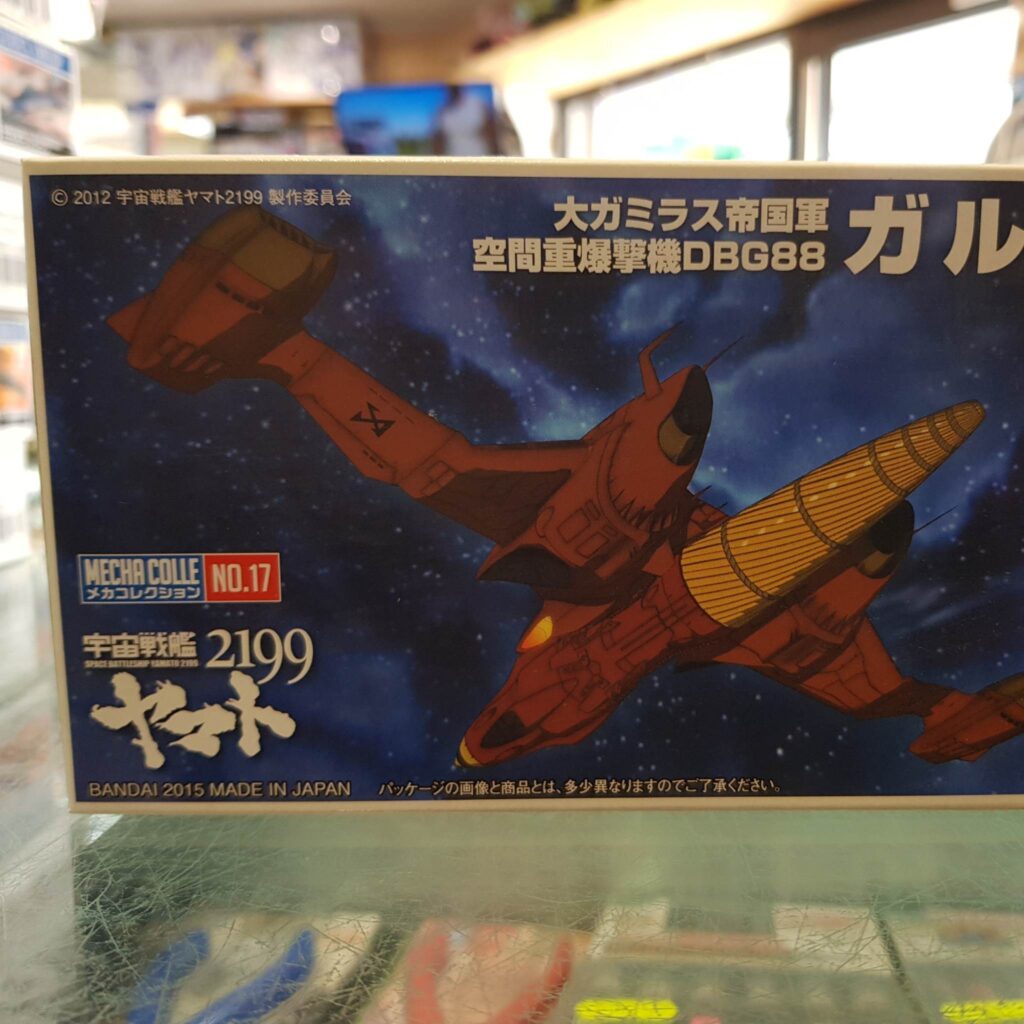 © 2012 宇宙戦艦ヤマト2199 製作委員会
大ガミラス帝国軍
空間重爆撃機DBG88
ガル
MECHA COLLE
メカコレクション
NO.17
宇宙戦艦
SPACE BATTLESHIP YAMATO 2199
2199
ヤマト
BANDAI 2015 MADE IN JAPAN
パッケージの画像と商品とは、多少異なりますのでご了承ください。